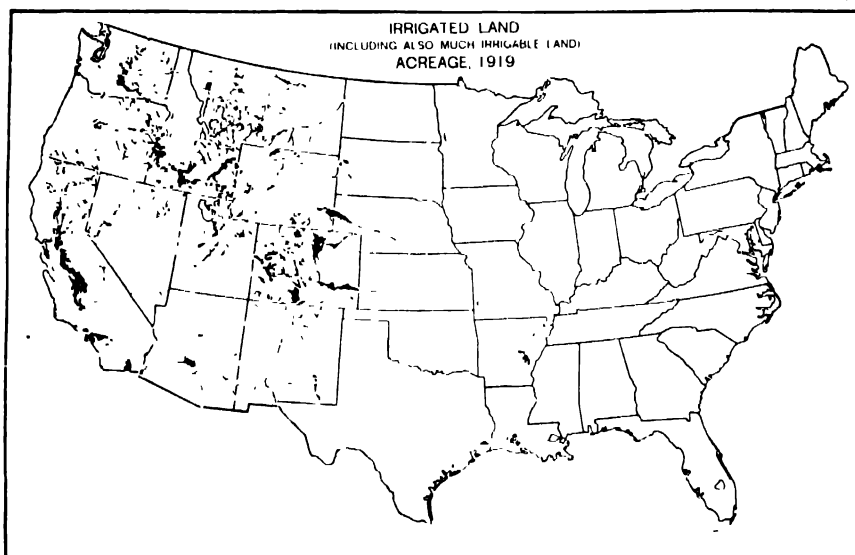 IRRIGATED LAND
(INCLUDING ALSO MUCH IRRIGABLE LAND)
ACREAGE, 1919